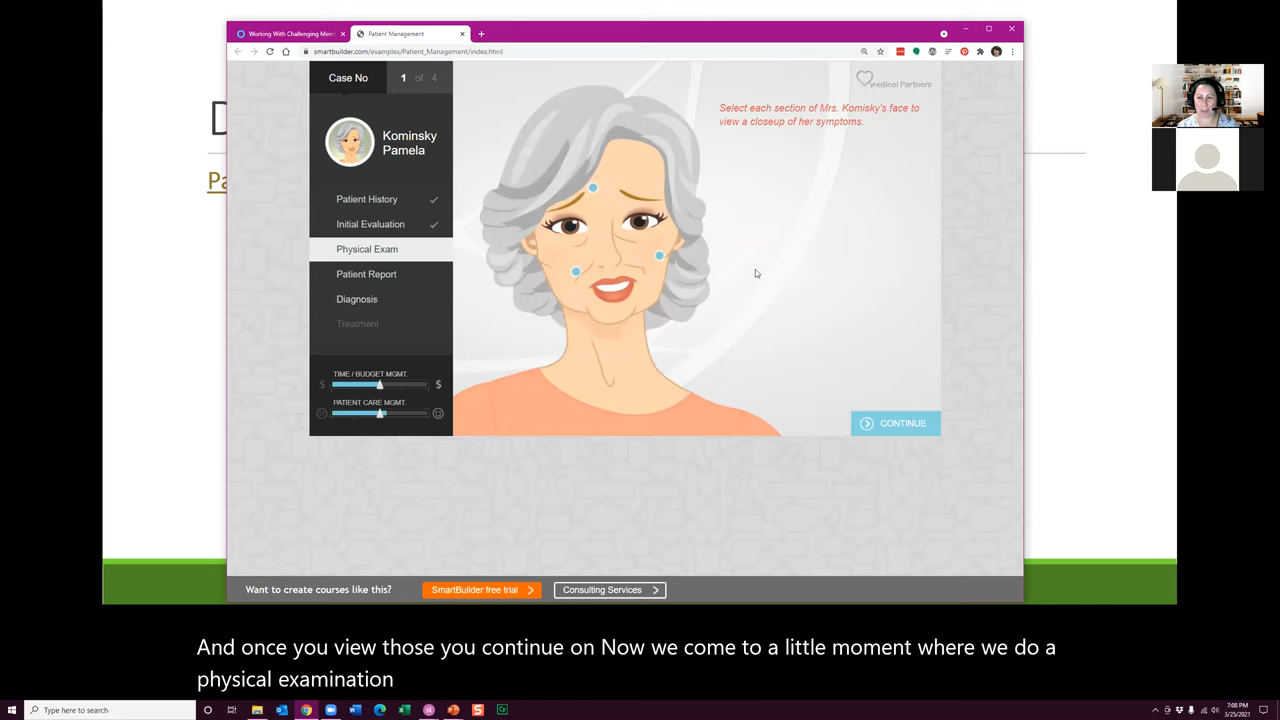 Working With Challenging Mem
Patient Management
smartbuilder.com/examples/Patient_Management/index.html
Case No
1 of 4
Medical Partners
Select each section of Mrs. Komisky's face to
view a closeup of her symptoms.
Kominsky
Pamela
Patient History
Initial Evaluation
Physical Exam
Patient Report
Diagnosis
Treatment
TIME / BUDGET MGMT.
$ $
PATIENT CARE MGMT.
CONTINUE
D
Pa
Want to create courses like this?
SmartBuilder free trial
Consulting Services
And once you view those you continue on Now we come to a little moment where we do a
physical examination
Type here to search
7:08 PM
3/25/2021